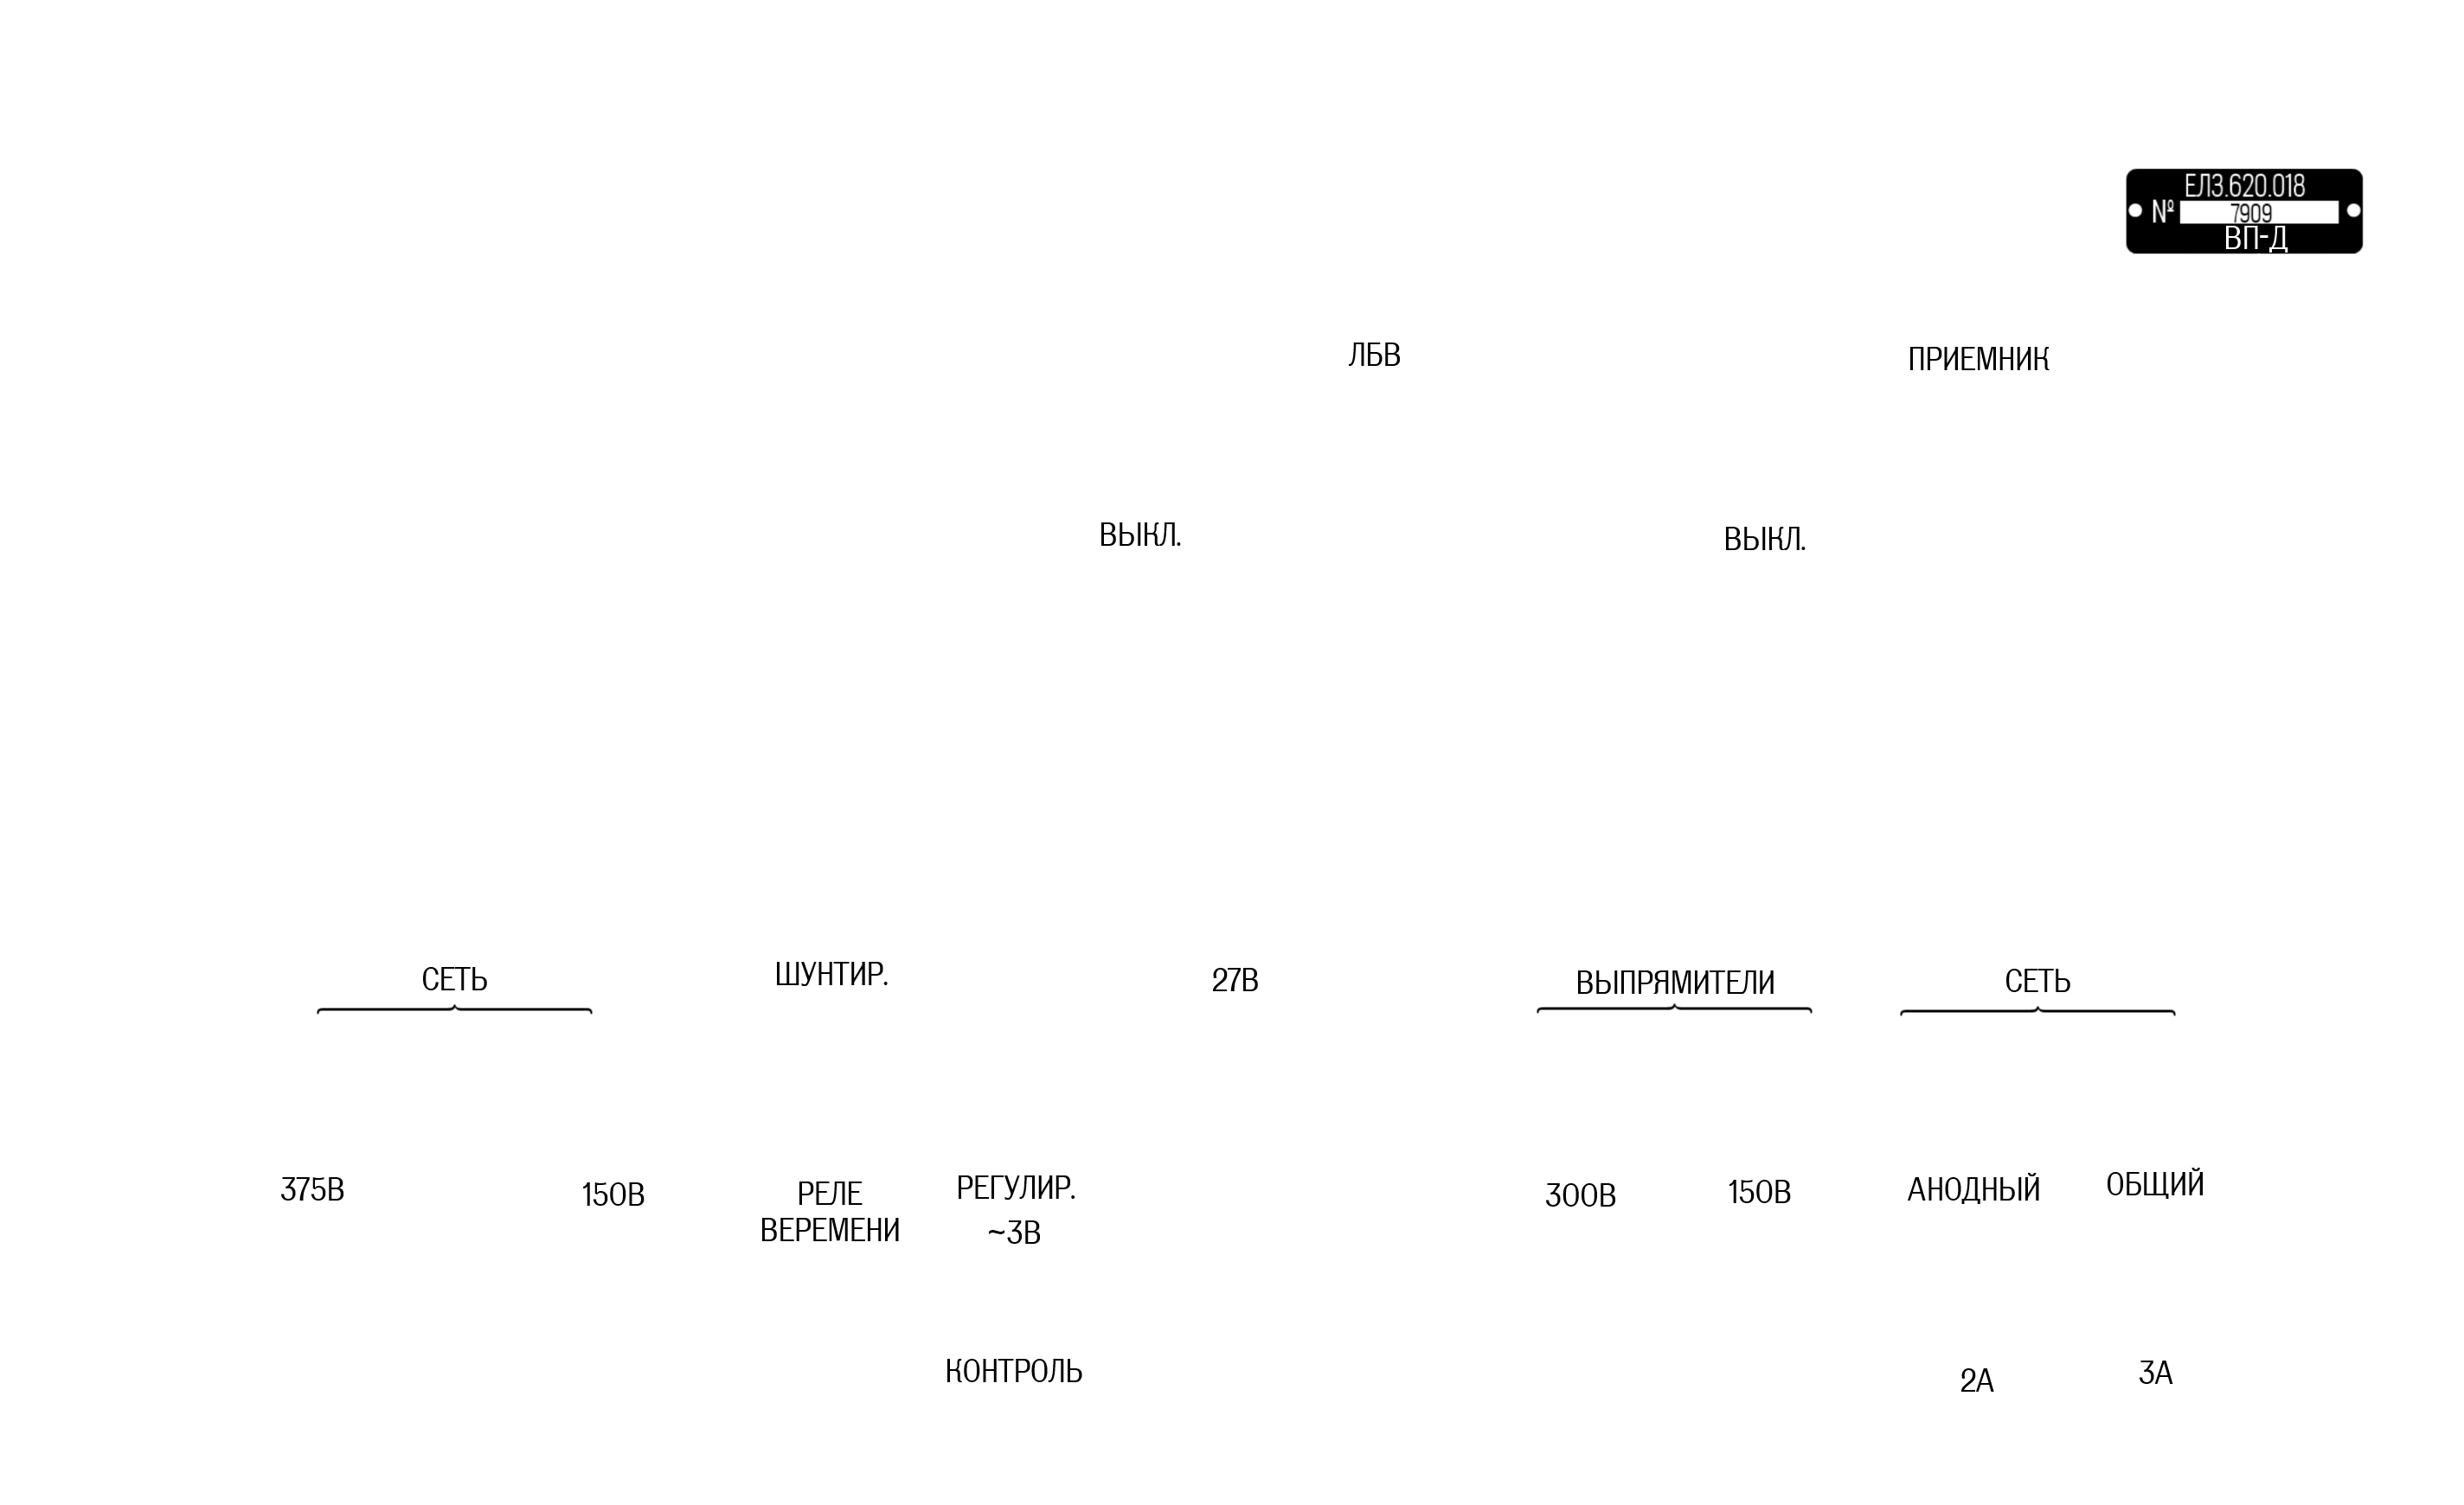 ЕЛ3.620.018
№ 7909
ВП-Д
ЛБВ
ПРИЕМНИК
ВЫКЛ.
ВЫКЛ.
СЕТЬ
ШУНТИР.
27В
ВЫПРЯМИТЕЛИ
СЕТЬ
375В
150В
РЕЛЕ
ВЕРЕМЕНИ
РЕГУЛИР.
~3В
300В
150В
АНОДНЫЙ
ОБЩИЙ
КОНТРОЛЬ
2А
3А